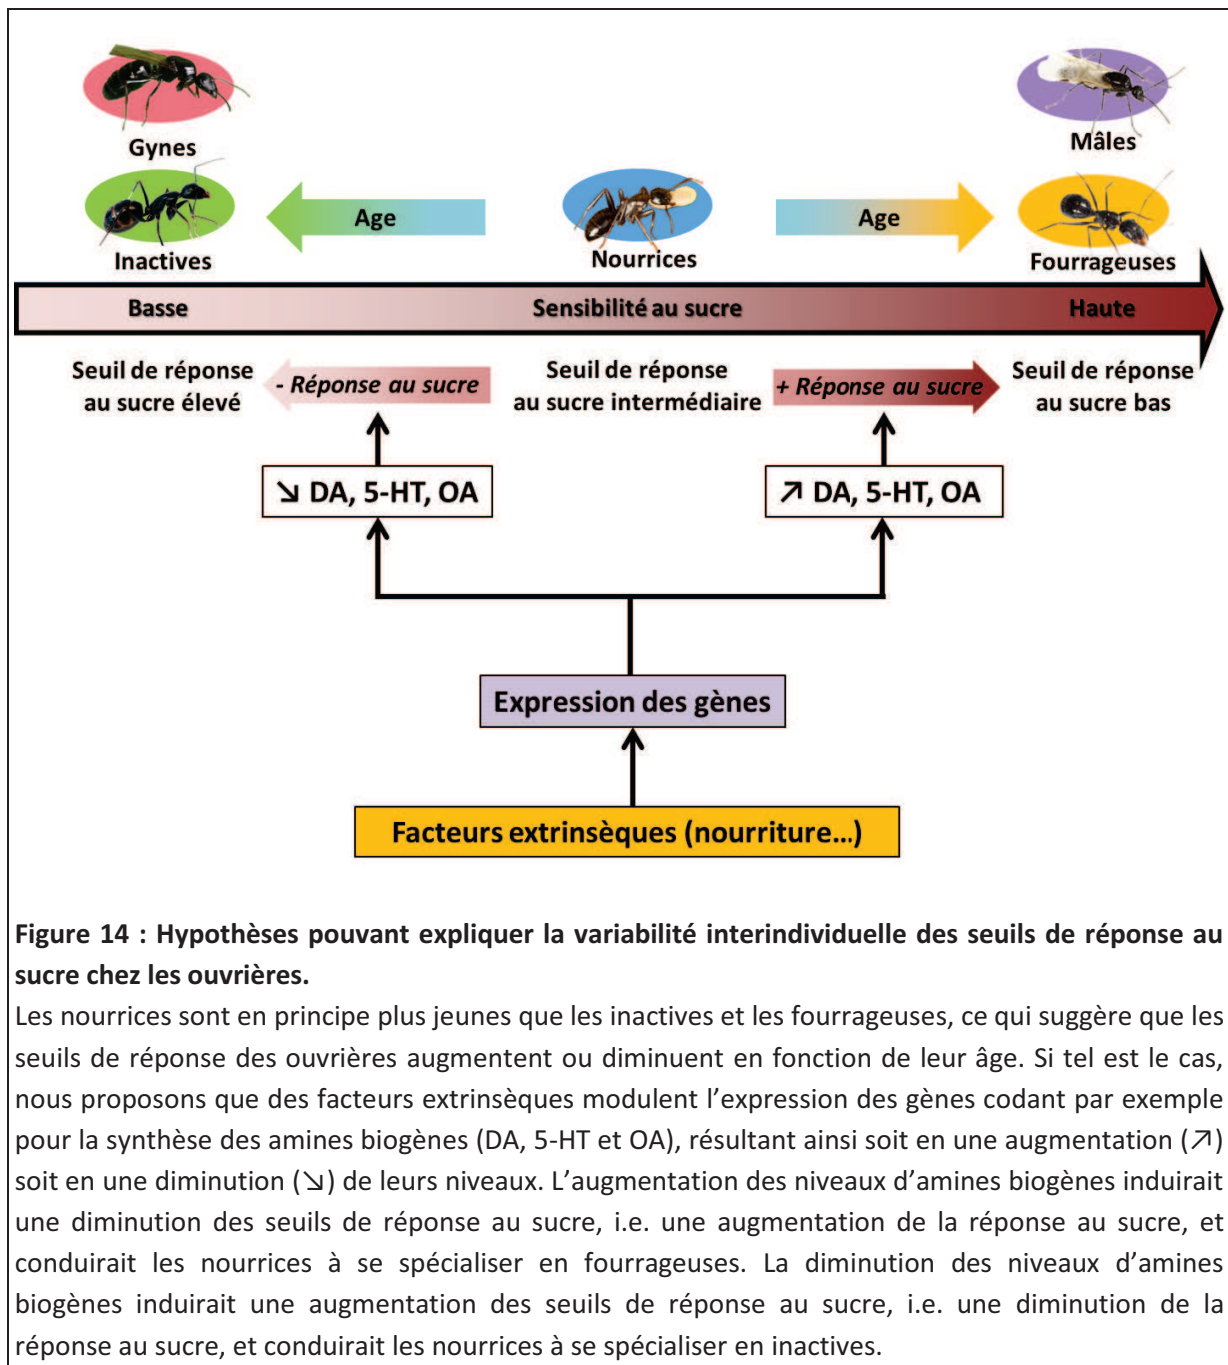 Gynes
Mâles
Age
Age
Inactives
Nourrices
Fourrageuses
Basse
Sensibilité au sucre
Haute
Seuil de réponse
au sucre élevé
- Réponse au sucre
Seuil de réponse
au sucre intermédiaire
+ Réponse au sucre
Seuil de réponse
au sucre bas
↘ DA, 5-HT, OA
↗ DA, 5-HT, OA
Expression des gènes
Facteurs extrinsèques (nourriture...)
Figure 14 : Hypothèses pouvant expliquer la variabilité interindividuelle des seuils de réponse au
sucre chez les ouvrières.
Les nourrices sont en principe plus jeunes que les inactives et les fourrageuses, ce qui suggère que les
seuils de réponse des ouvrières augmentent ou diminuent en fonction de leur âge. Si tel est le cas,
nous proposons que des facteurs extrinsèques modulent l’expression des gènes codant par exemple
pour la synthèse des amines biogènes (DA, 5-HT et OA), résultant ainsi soit en une augmentation (↗)
soit en une diminution (↘) de leurs niveaux. L’augmentation des niveaux d’amines biogènes induirait
une diminution des seuils de réponse au sucre, i.e. une augmentation de la réponse au sucre, et
conduirait les nourrices à se spécialiser en fourrageuses. La diminution des niveaux d’amines
biogènes induirait une augmentation des seuils de réponse au sucre, i.e. une diminution de la
réponse au sucre, et conduirait les nourrices à se spécialiser en inactives.